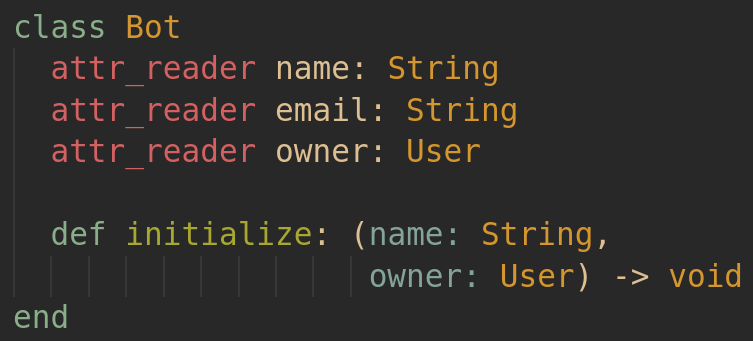 class Bot
  attr_reader name: String
  attr_reader email: String
  attr_reader owner: User

  def initialize: (name: String,
                   owner: User) -> void
end